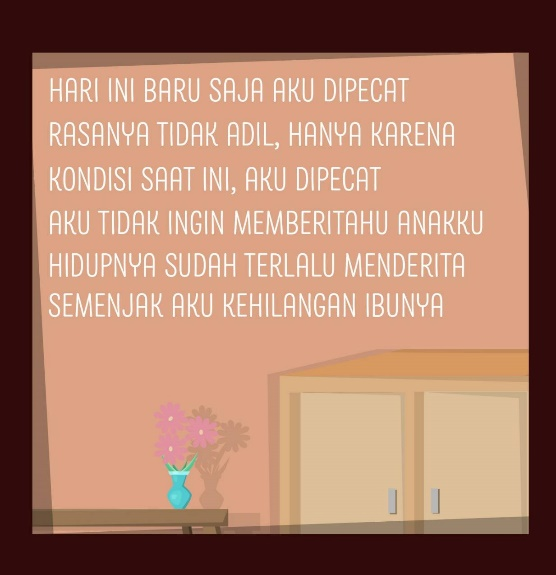 HARI INI BARU SAJA AKU DIPECAT
RASANYA TIDAK ADIL, HANYA KARENA
KONDISI SAAT INI, AKU DIPECAT
AKU TIDAK INGIN MEMBERITAHU ANAKKU
HIDUPNYA SUDAH TERLALU MENDERITA
SEMENJAK AKU KEHILANGAN IBUNYA